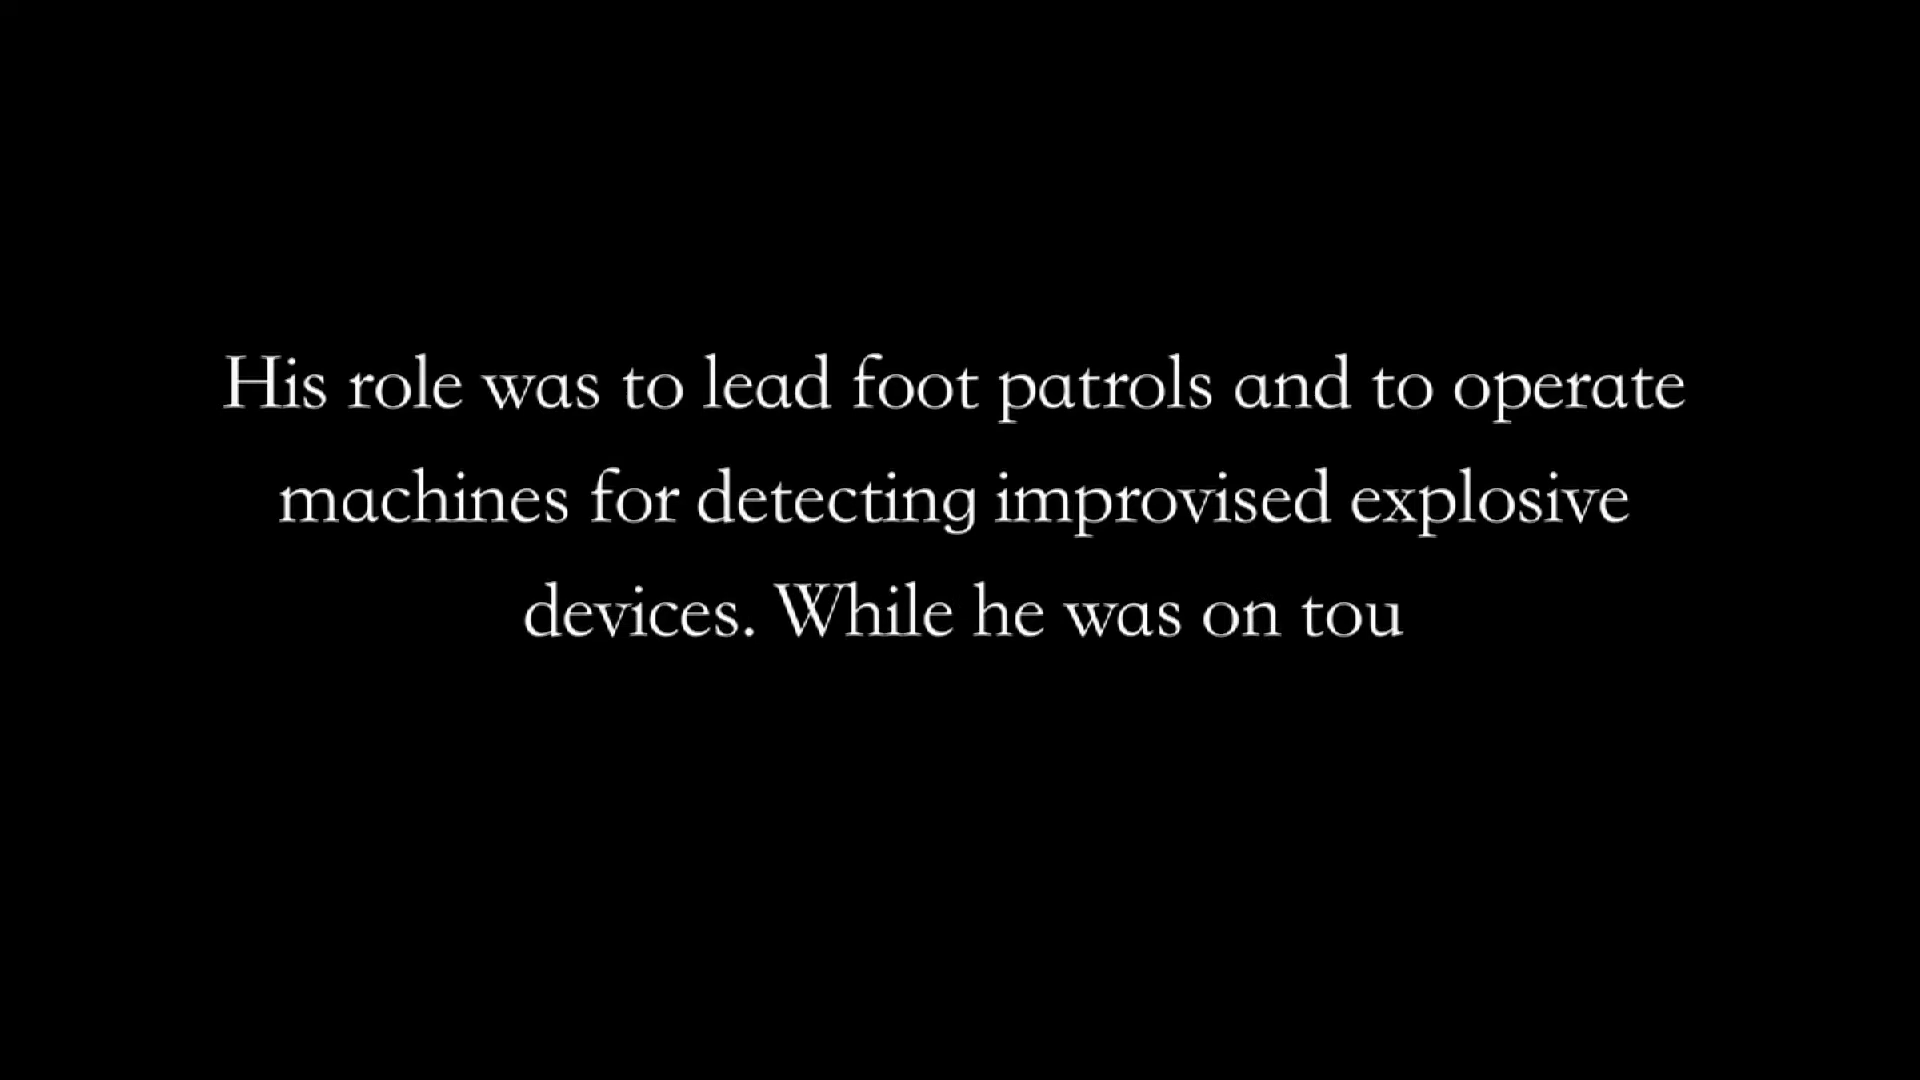 His role was to lead foot patrols and to operate
machines for detecting improvised explosive
devices. While he was on tou